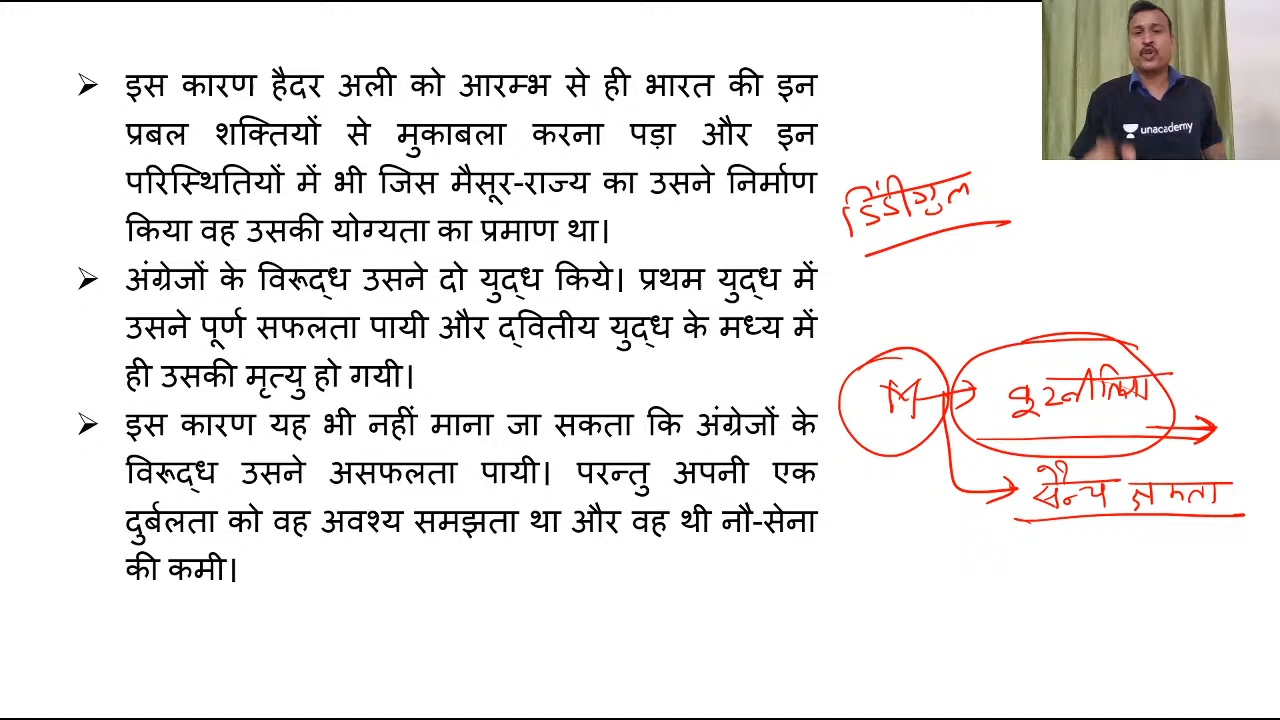 इस कारण हैदर अली को आरम्भ से ही भारत की इन
प्रबल शक्तियों से मुकाबला करना पड़ा और इन
परिस्थितियों में भी जिस मैसूर-राज्य का उसने निर्माण
किया वह उसकी योग्यता का प्रमाण था।
अंग्रेजों के विरूद्ध उसने दो युद्ध किये। प्रथम युद्ध में
उसने पूर्ण सफलता पायी और द्वितीय युद्ध के मध्य में
ही उसकी मृत्यु हो गयी।
इस कारण यह भी नहीं माना जा सकता कि अंग्रेजों के
विरूद्ध उसने असफलता पायी। परन्तु अपनी एक
दुर्बलता को वह अवश्य समझता था और वह थी नौ-सेना
की कमी।
unacademy
डिंडीगुल
M
सैन्य क्षमता